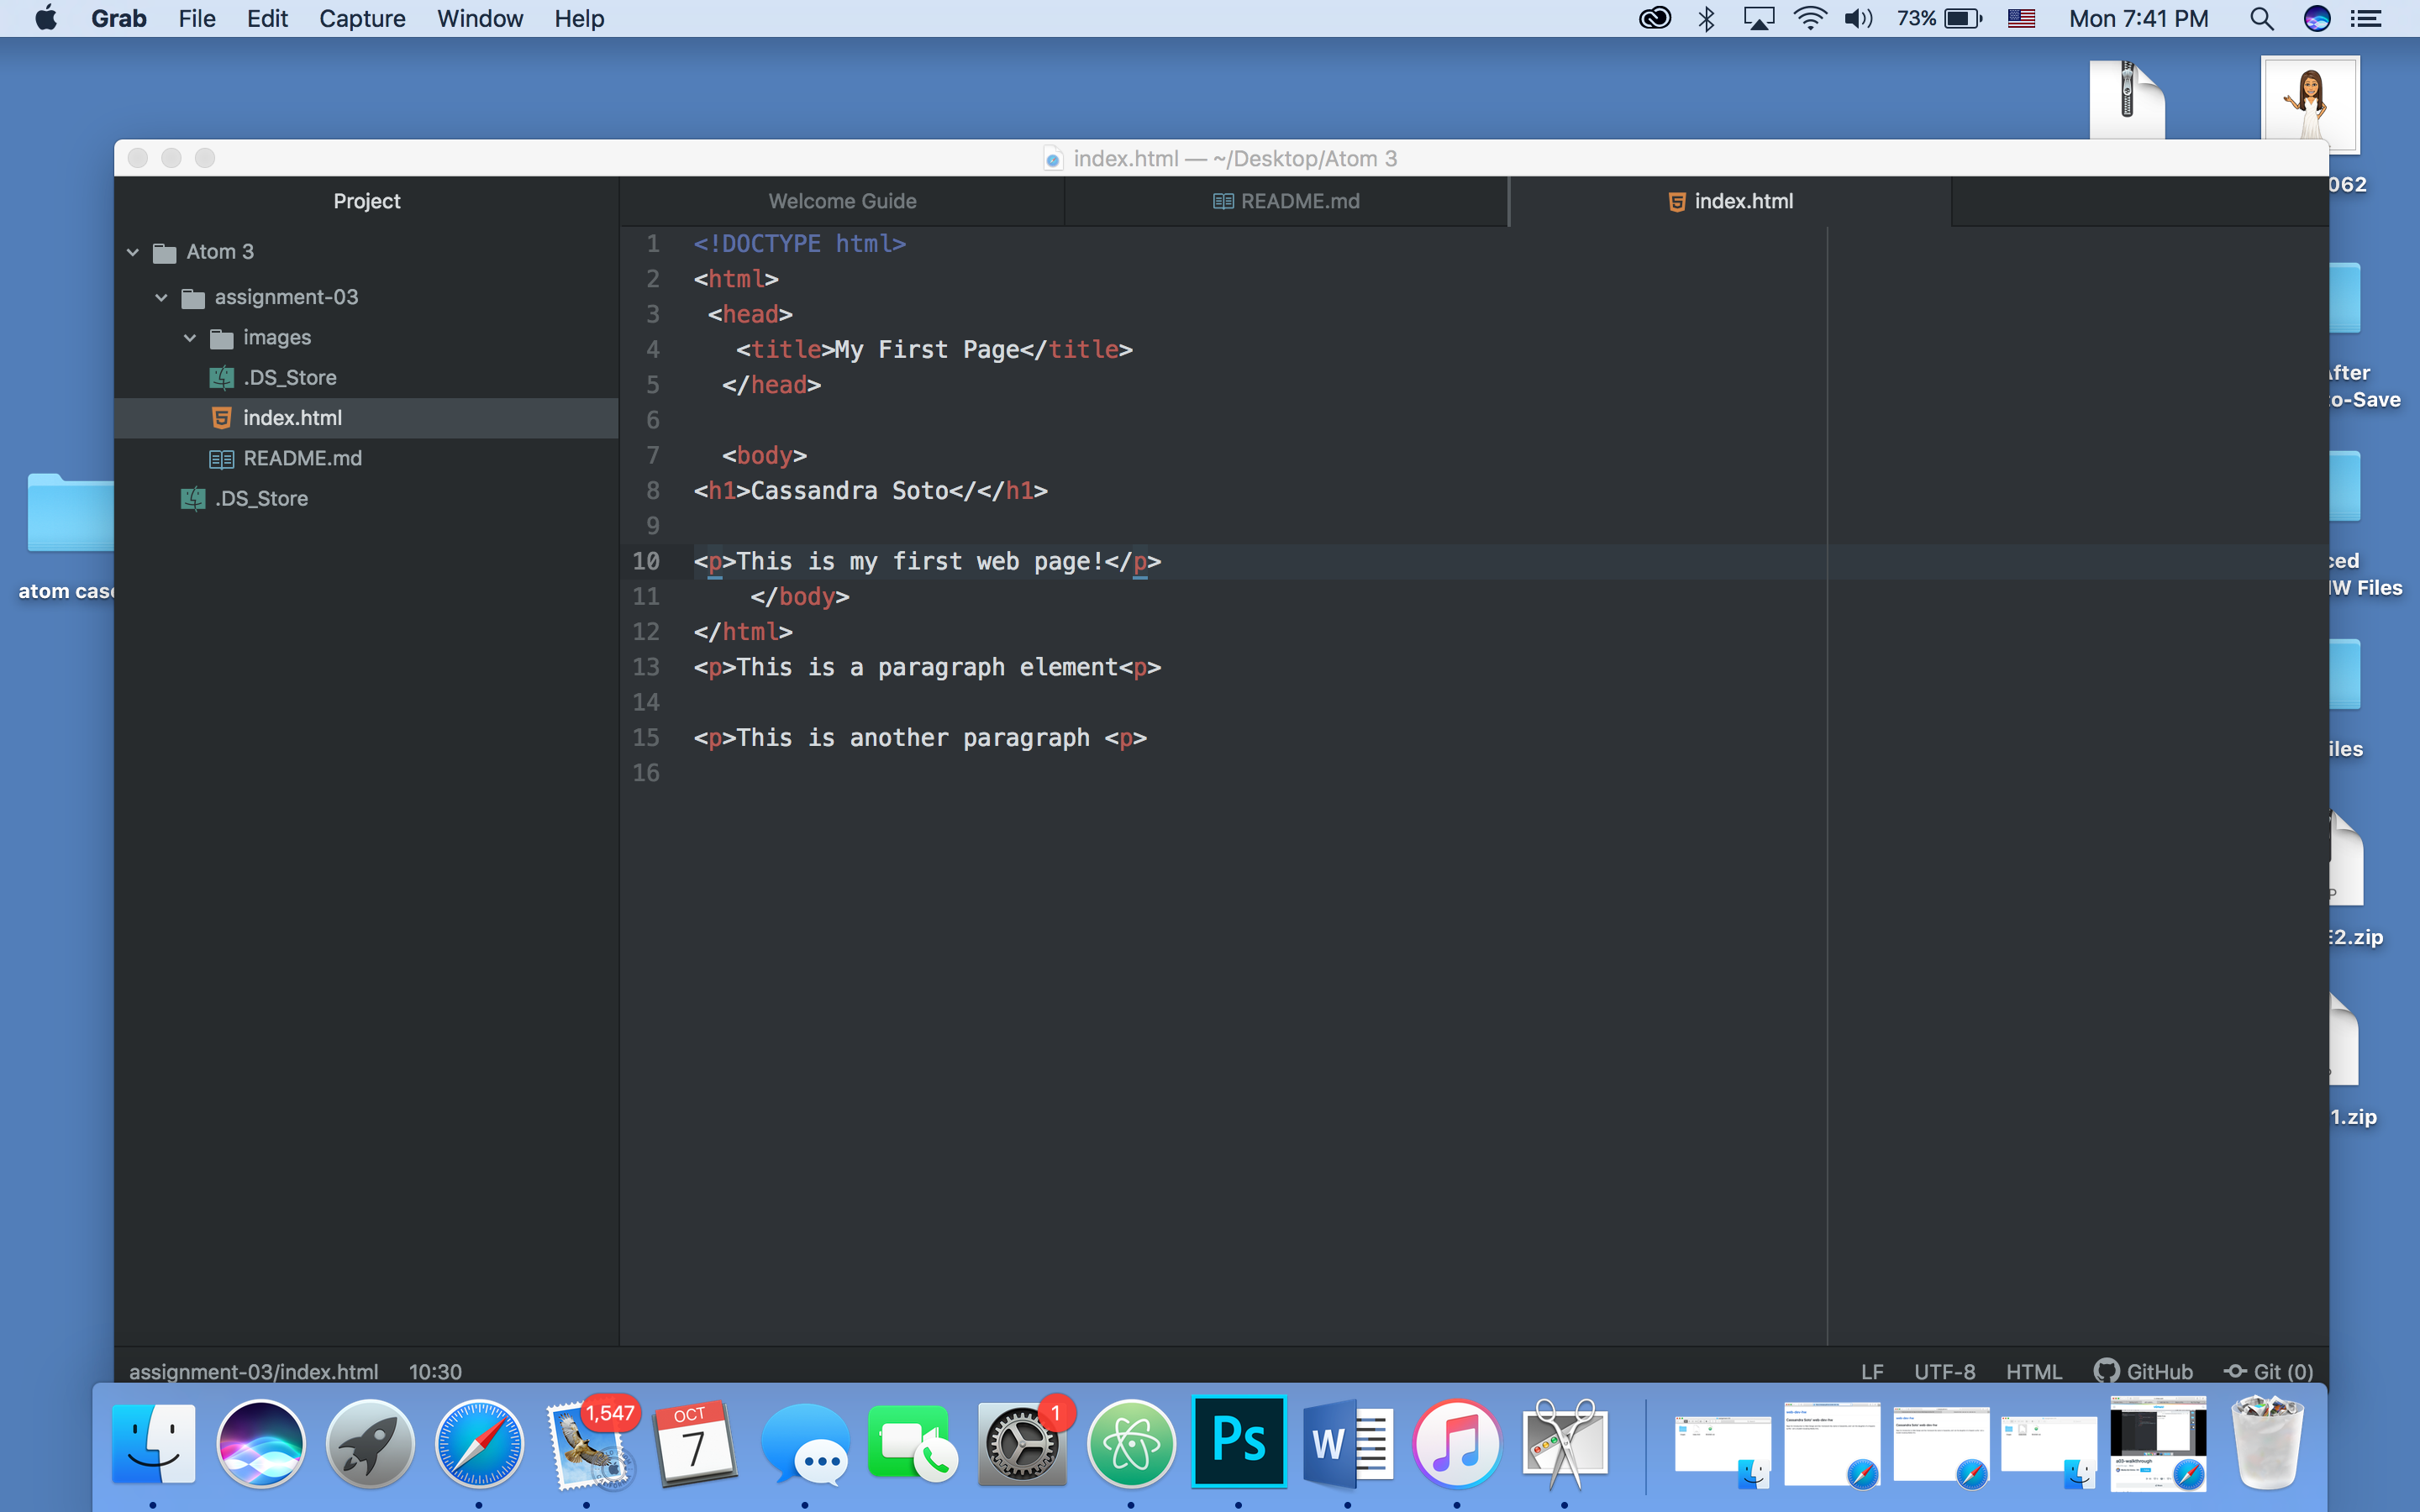 Grab File Edit Capture Window Help 73% Mon 7:41 PM
index.html — ~/Desktop/Atom 3
062
Project Welcome Guide README.md index.html
Atom 3
assignment-03
images
.DS_Store
index.html
README.md
.DS_Store
1 <!DOCTYPE html>
2 <html>
3 <head>
4 <title>My First Page</title>
5 </head>
6
7 <body>
8 <h1>Cassandra Soto</</h1>
9
10 <p>This is my first web page!</p>
11 </body>
12 </html>
13 <p>This is a paragraph element<p>
14
15 <p>This is another paragraph <p>
16
atom cas
fter
o-Save
ced
W Files
iles
P
2.zip
1.zip
assignment-03/index.html 10:30 LF UTF-8 HTML GitHub Git (0)
1,547
OCT
7
1
Ps
W